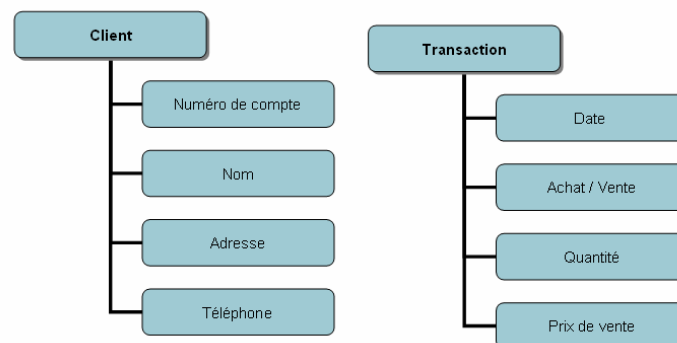 Client
Numéro de compte
Nom
Adresse
Téléphone
Transaction
Date
Achat / Vente
Quantité
Prix de vente